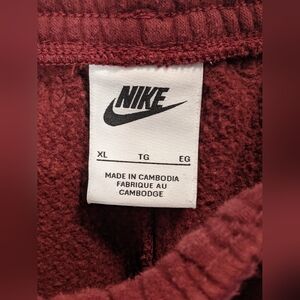 NIKE
XL TG EG
MADE IN CAMBODIA
FABRIQUE AU
CAMBODGE